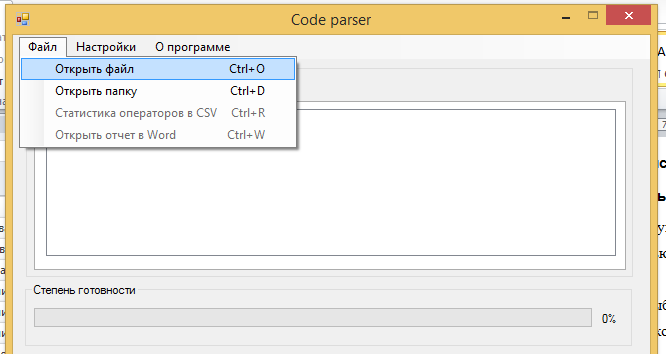 Code parser
Файл Настройки О программе
Открыть файл Ctrl+O
Открыть папку Ctrl+D
Статистика операторов в CSV Ctrl+R
Открыть отчет в Word Ctrl+W
Степень готовности
0%